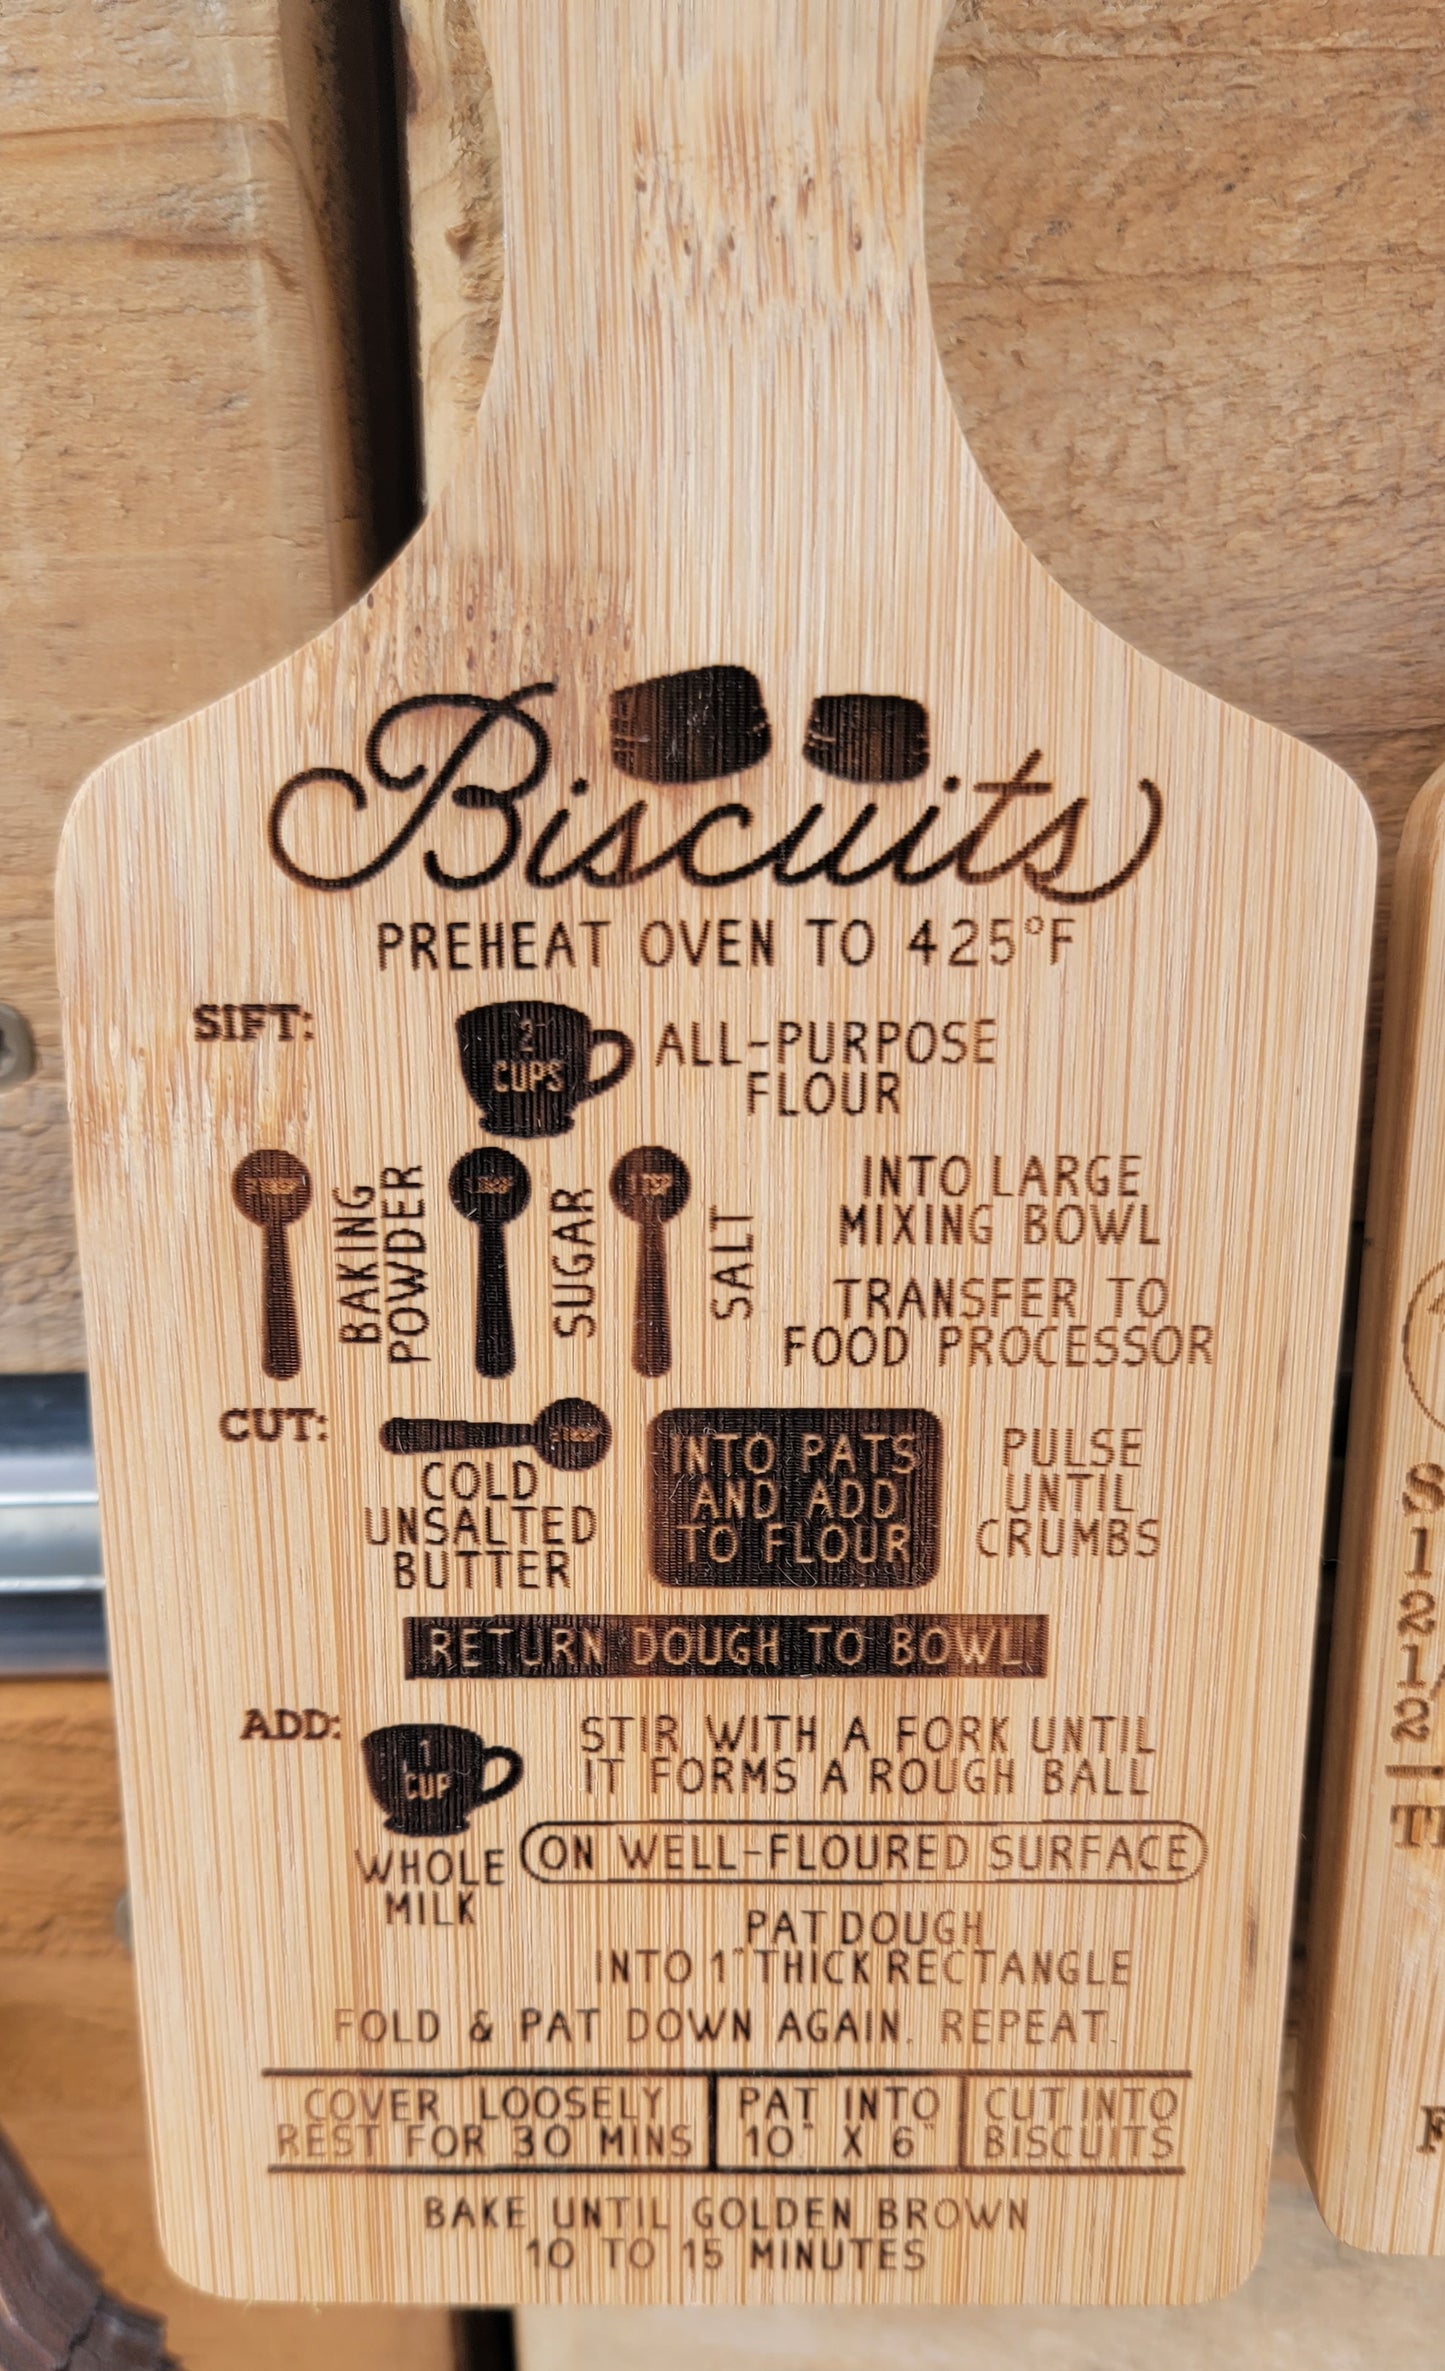 Biscuits
PREHEAT OVEN TO 425°F
SIFT:
2
CUPS
ALL-PURPOSE
FLOUR
BAKING
POWDER
SUGAR
1 TSP
SALT
INTO LARGE
MIXING BOWL
TRANSFER TO
FOOD PROCESSOR
CUT:
COLD
UNSALTED
BUTTER
INTO PATS
AND ADD
TO FLOUR
PULSE
UNTIL
CRUMBS
RETURN DOUGH TO BOWL
ADD:
1
CUP
WHOLE
MILK
STIR WITH A FORK UNTIL
IT FORMS A ROUGH BALL
ON WELL-FLOURED SURFACE
PAT DOUGH
INTO 1" THICK RECTANGLE
FOLD & PAT DOWN AGAIN. REPEAT.
COVER LOOSELY
REST FOR 30 MINS
PAT INTO
10" X 6"
CUT INTO
BISCUITS
BAKE UNTIL GOLDEN BROWN
10 TO 15 MINUTES